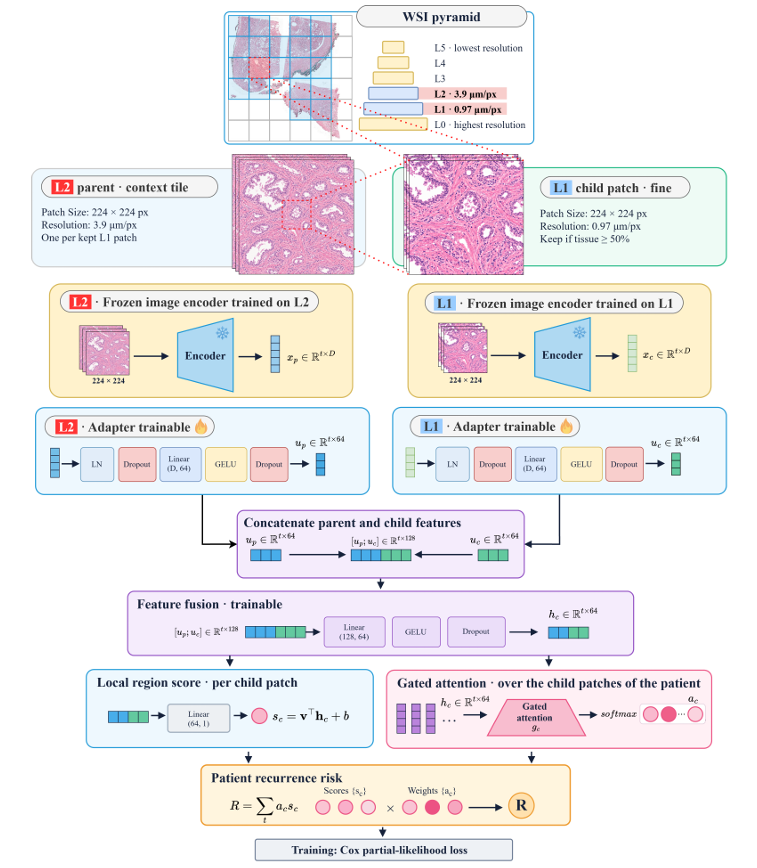 WSI pyramid
L5 · lowest resolution
L4
L3
L2 · 3.9 µm/px
L1 · 0.97 µm/px
L0 · highest resolution
L2 parent · context tile
Patch Size: 224 × 224 px
Resolution: 3.9 µm/px
One per kept L1 patch
L1 child patch · fine
Patch Size: 224 × 224 px
Resolution: 0.97 µm/px
Keep if tissue ≥ 50%
L2 · Frozen image encoder trained on L2
224 × 224
Encoder
x_p ∈ ℝ^{t×D}
L1 · Frozen image encoder trained on L1
224 × 224
Encoder
x_c ∈ ℝ^{t×D}
L2 · Adapter trainable
u_p ∈ ℝ^{t×64}
LN
Dropout
Linear
(D, 64)
GELU
Dropout
L1 · Adapter trainable
u_c ∈ ℝ^{t×64}
LN
Dropout
Linear
(D, 64)
GELU
Dropout
Concatenate parent and child features
u_p ∈ ℝ^{t×64}
[u_p; u_c] ∈ ℝ^{t×128}
u_c ∈ ℝ^{t×64}
Feature fusion · trainable
[u_p; u_c] ∈ ℝ^{t×128}
Linear
(128, 64)
GELU
Dropout
h_c ∈ ℝ^{t×64}
Local region score · per child patch
Linear
(64, 1)
s_c = v^⊤h_c + b
Gated attention · over the child patches of the patient
h_c ∈ ℝ^{t×64}
...
Gated
attention
g_c
softmax
a_c
...
Patient recurrence risk
R = ∑_t a_c s_c
Scores {s_c}
×
Weights {a_c}
R
Training: Cox partial-likelihood loss